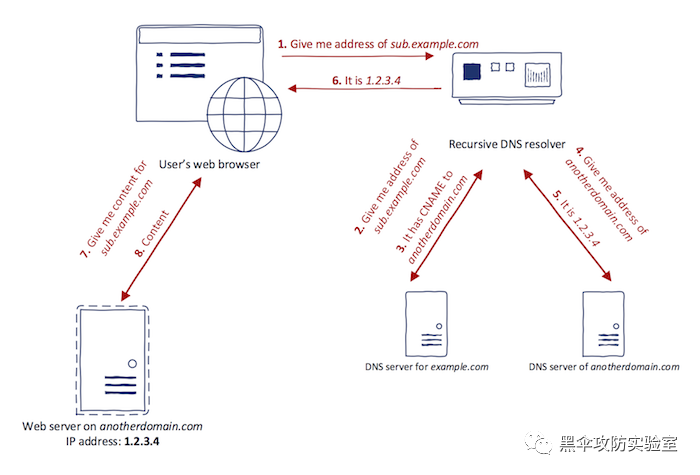 1. Give me address of sub.example.com
6. It is 1.2.3.4
User's web browser
Recursive DNS resolver
7. Give me content for
sub.example.com
8. Content
2. Give me address of
sub.example.com
3. It has CNAME to
anotherdomain.com
4. Give me address of
anotherdomain.com
5. It is 1.2.3.4
DNS server for example.com
DNS server of anotherdomain.com
Web server on anotherdomain.com
IP address: 1.2.3.4
黑伞攻防实验室